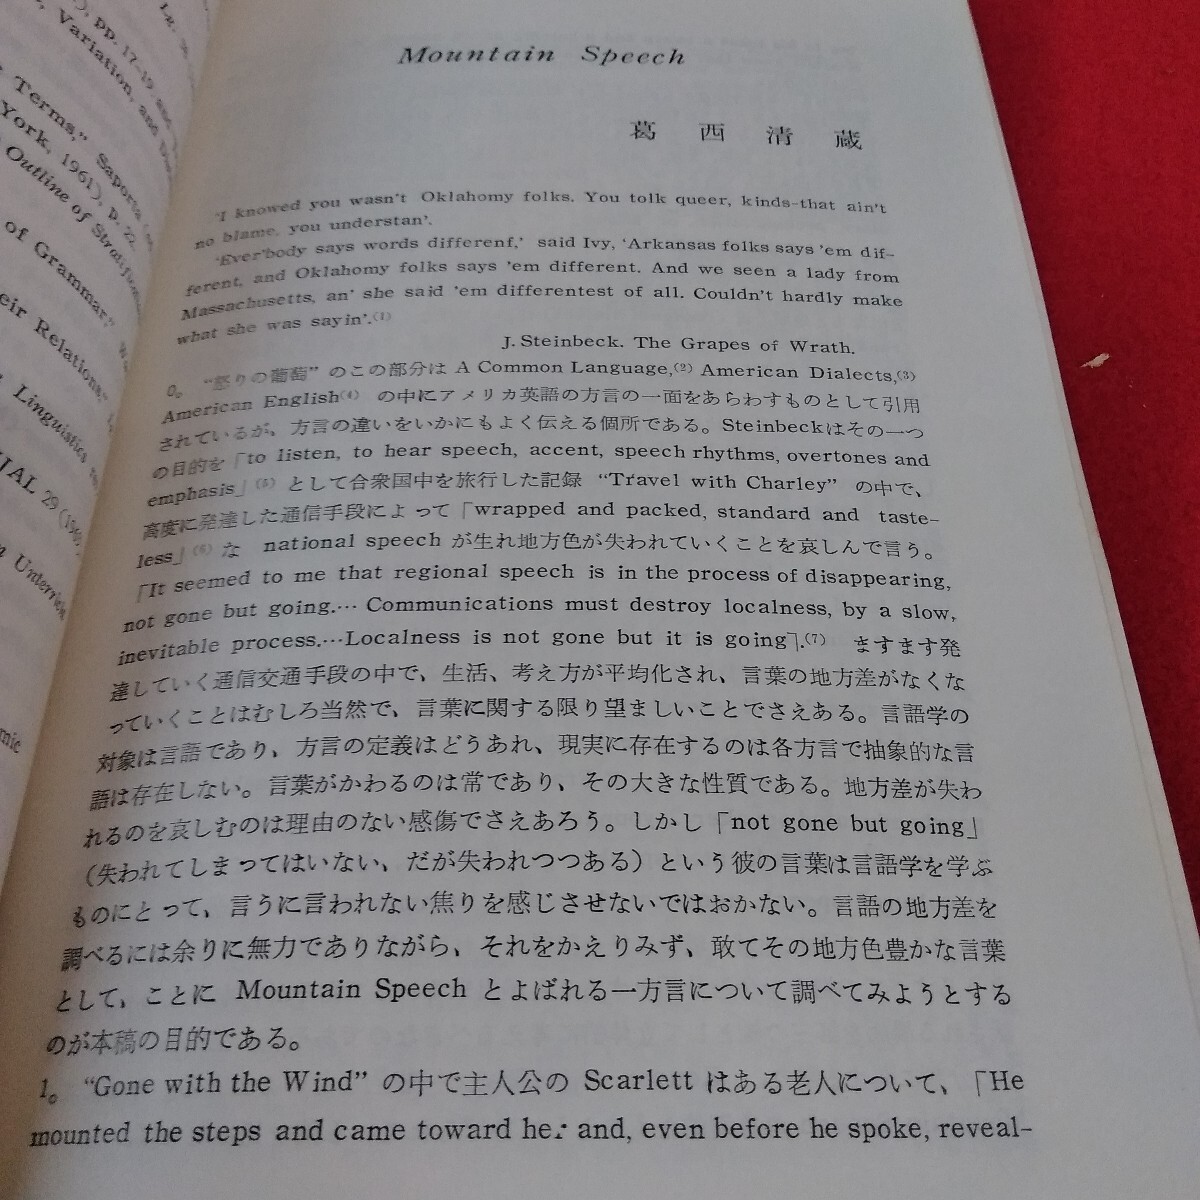 Lg. 38
), pp. 17-19. and
Variation, and
Terms," Saporta
York, 1961), p. 22.
Outline of
of Grammar,"
eir Relations,"
Linguistics
29
mic
Mountain Speech
葛西清蔵
'I knowed you wasn't Oklahomy folks. You tolk queer, kinds-that ain't
no blame, you understan'.
'Ever'body says words differenf,' said Ivy, 'Arkansas folks says 'em dif-
ferent, and Oklahomy folks says 'em different. And we seen a lady from
Massachusetts, an' she said 'em differentest of all. Couldn't hardly make
what she was sayin'.(1)
J. Steinbeck. The Grapes of Wrath.
0。 "怒りの葡萄" のこの部分は A Common Language,(2) American Dialects,(3)
American English(4) の中にアメリカ英語の方言の一面をあらわすものとして引用
されているが、方言の違いをいかにもよく伝える個所である。Steinbeckはその一つ
の目的を「to listen, to hear speech, accent, speech rhythms, overtones and
emphasis」(5) として合衆国中を旅行した記録 "Travel with Charley" の中で、
高度に発達した通信手段によって「wrapped and packed, standard and taste-
less」(6) な national speech が生れ地方色が失われていくことを哀しんで言う。
「It seemed to me that regional speech is in the process of disappearing,
not gone but going.… Communications must destroy localness, by a slow,
inevitable process.…Localness is not gone but it is going」.(7) ますます発
達していく通信交通手段の中で、生活、考え方が平均化され、言葉の地方差がなくな
っていくことはむしろ当然で、言葉に関する限り望ましいことでさえある。言語学の
対象は言語であり、方言の定義はどうあれ、現実に存在するのは各方言で抽象的な言
語は存在しない。言葉がかわるのは常であり、その大きな性質である。地方差が失わ
れるのを哀しむのは理由のない感傷でさえあろう。しかし「not gone but going」
(失われてしまってはいない、だが失われつつある)という彼の言葉は言語学を学ぶ
ものにとって、言うに言われない焦りを感じさせないではおかない。言語の地方差を
調べるには余りに無力でありながら、それをかえりみず、敢てその地方色豊かな言葉
として、ことに Mountain Speech とよばれる一方言について調べてみようとする
のが本稿の目的である。
1。 "Gone with the Wind" の中で主人公の Scarlett はある老人について、「He
mounted the steps and came toward her and, even before he spoke, reveal-